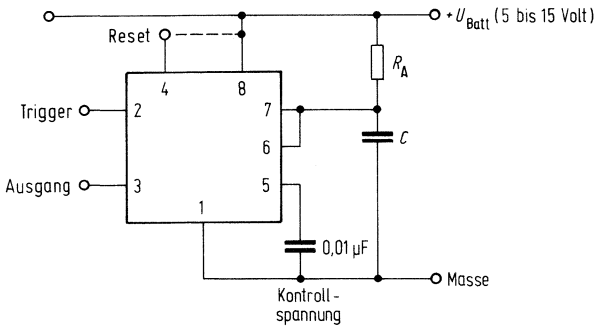 + U_Batt (5 bis 15 Volt)
Reset
R_A
4
8
Trigger
2
7
C
6
Ausgang
3
5
1
0,01 µF
Masse
Kontroll-
spannung